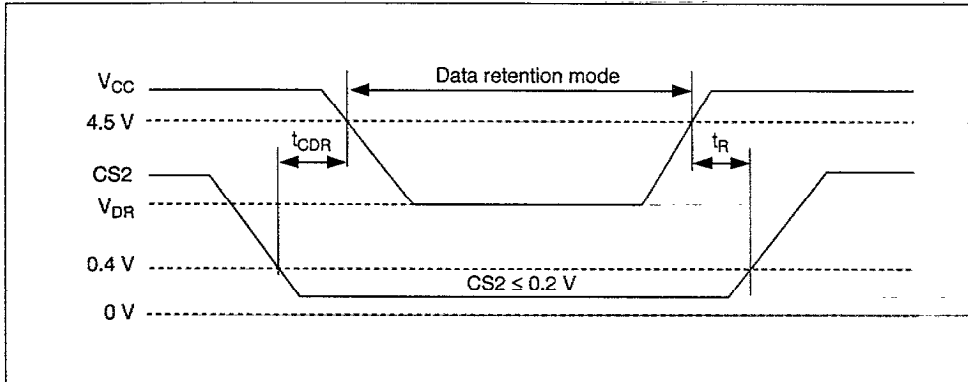 V_CC
Data retention mode
4.5 V
t_CDR
t_R
CS2
V_DR
0.4 V
CS2 ≤ 0.2 V
0 V